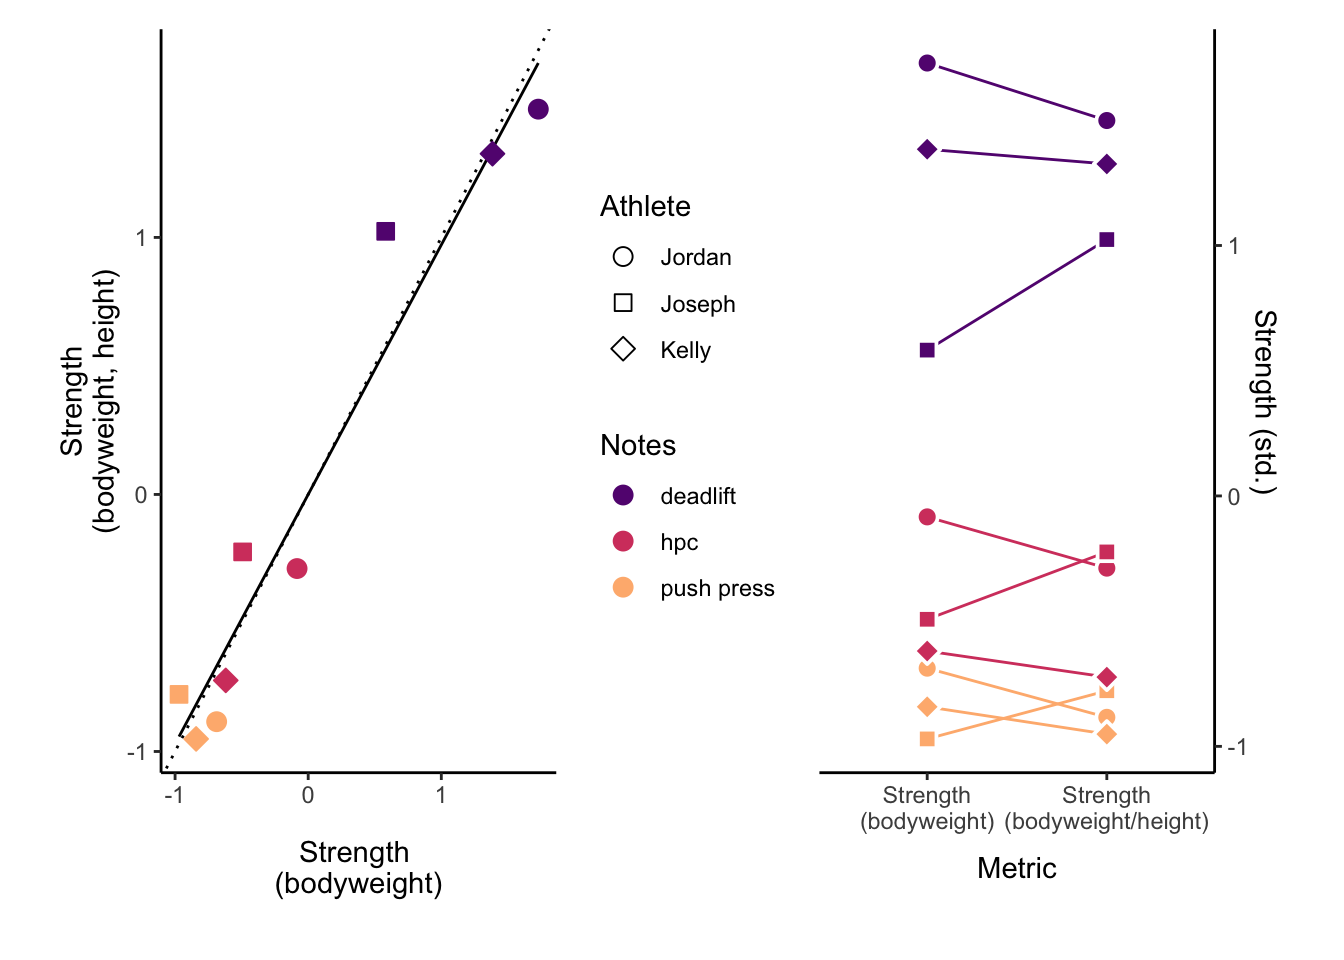 Strength
(bodyweight, height)
1
0
-1
-1
0
1
Strength
(bodyweight)
Athlete
Jordan
Joseph
Kelly
Notes
deadlift
hpc
push press
1
0
-1
Strength (std.)
Strength
(bodyweight)
Strength
(bodyweight/height)
Metric